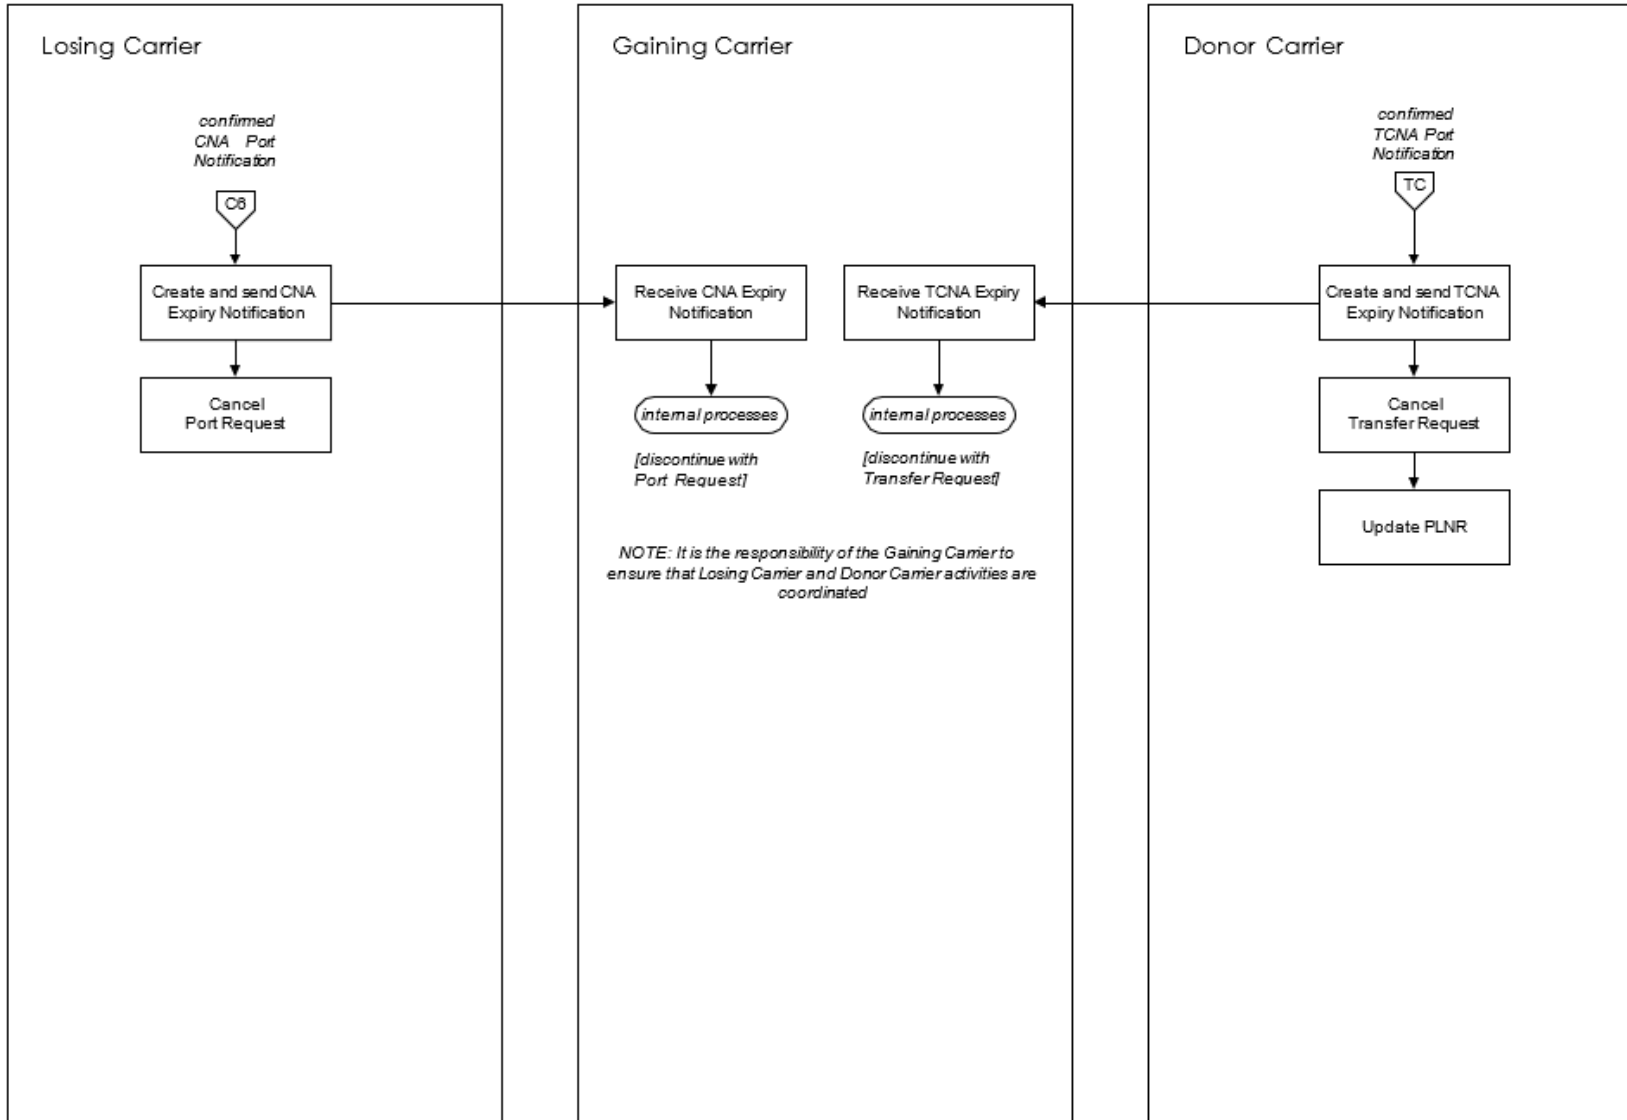 Losing Carrier
confirmed
CNA Port
Notification
C6
Create and send CNA
Expiry Notification
Cancel
Port Request
Gaining Carrier
Receive CNA Expiry
Notification
internal processes
[discontinue with
Port Request]
Receive TCNA Expiry
Notification
internal processes
[discontinue with
Transfer Request]
NOTE: It is the responsibility of the Gaining Carrier to
ensure that Losing Carrier and Donor Carrier activities are
coordinated
Donor Carrier
confirmed
TCNA Port
Notification
TC
Create and send TCNA
Expiry Notification
Cancel
Transfer Request
Update PLNR